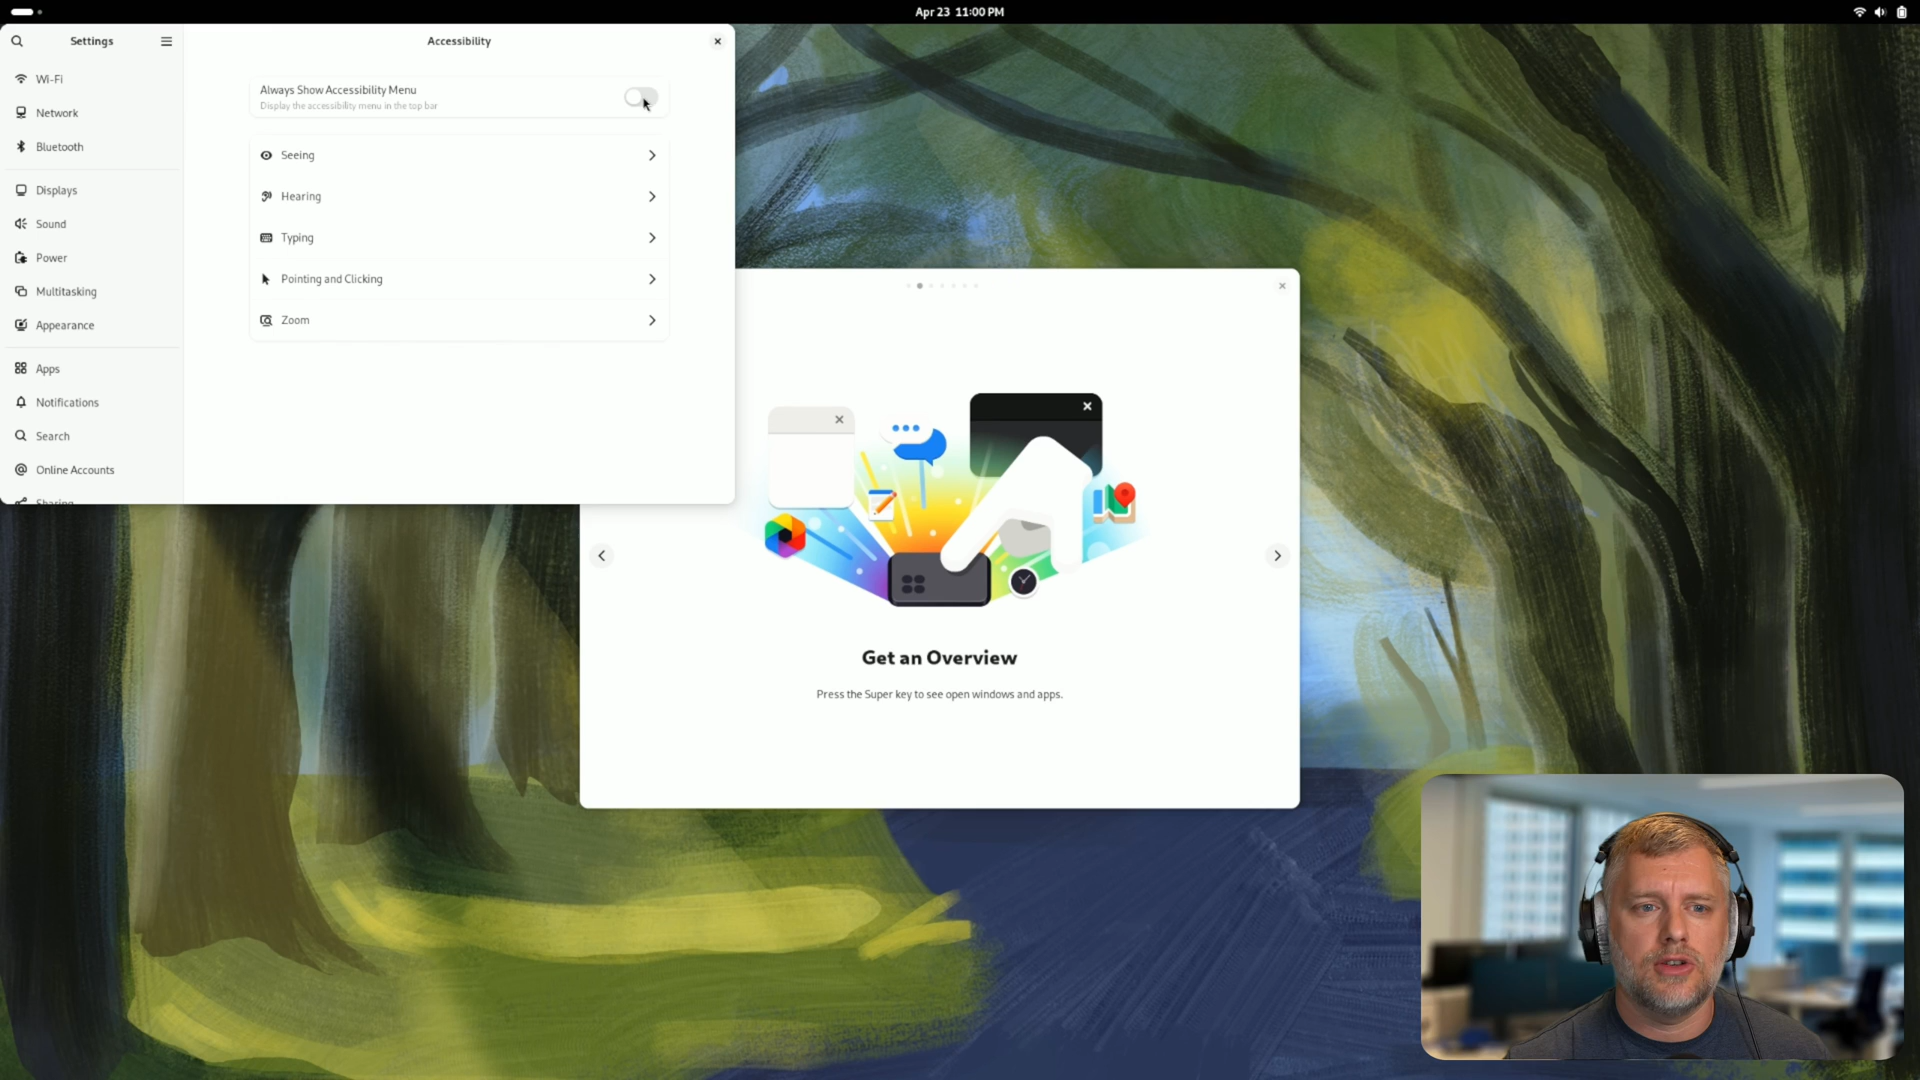 Apr 23 11:00 PM
Settings
Accessibility
Wi-Fi
Network
Bluetooth
Displays
Sound
Power
Multitasking
Appearance
Apps
Notifications
Search
Online Accounts
Sharing
Always Show Accessibility Menu
Display the accessibility menu in the top bar
Seeing
Hearing
Typing
Pointing and Clicking
Zoom
Get an Overview
Press the Super key to see open windows and apps.